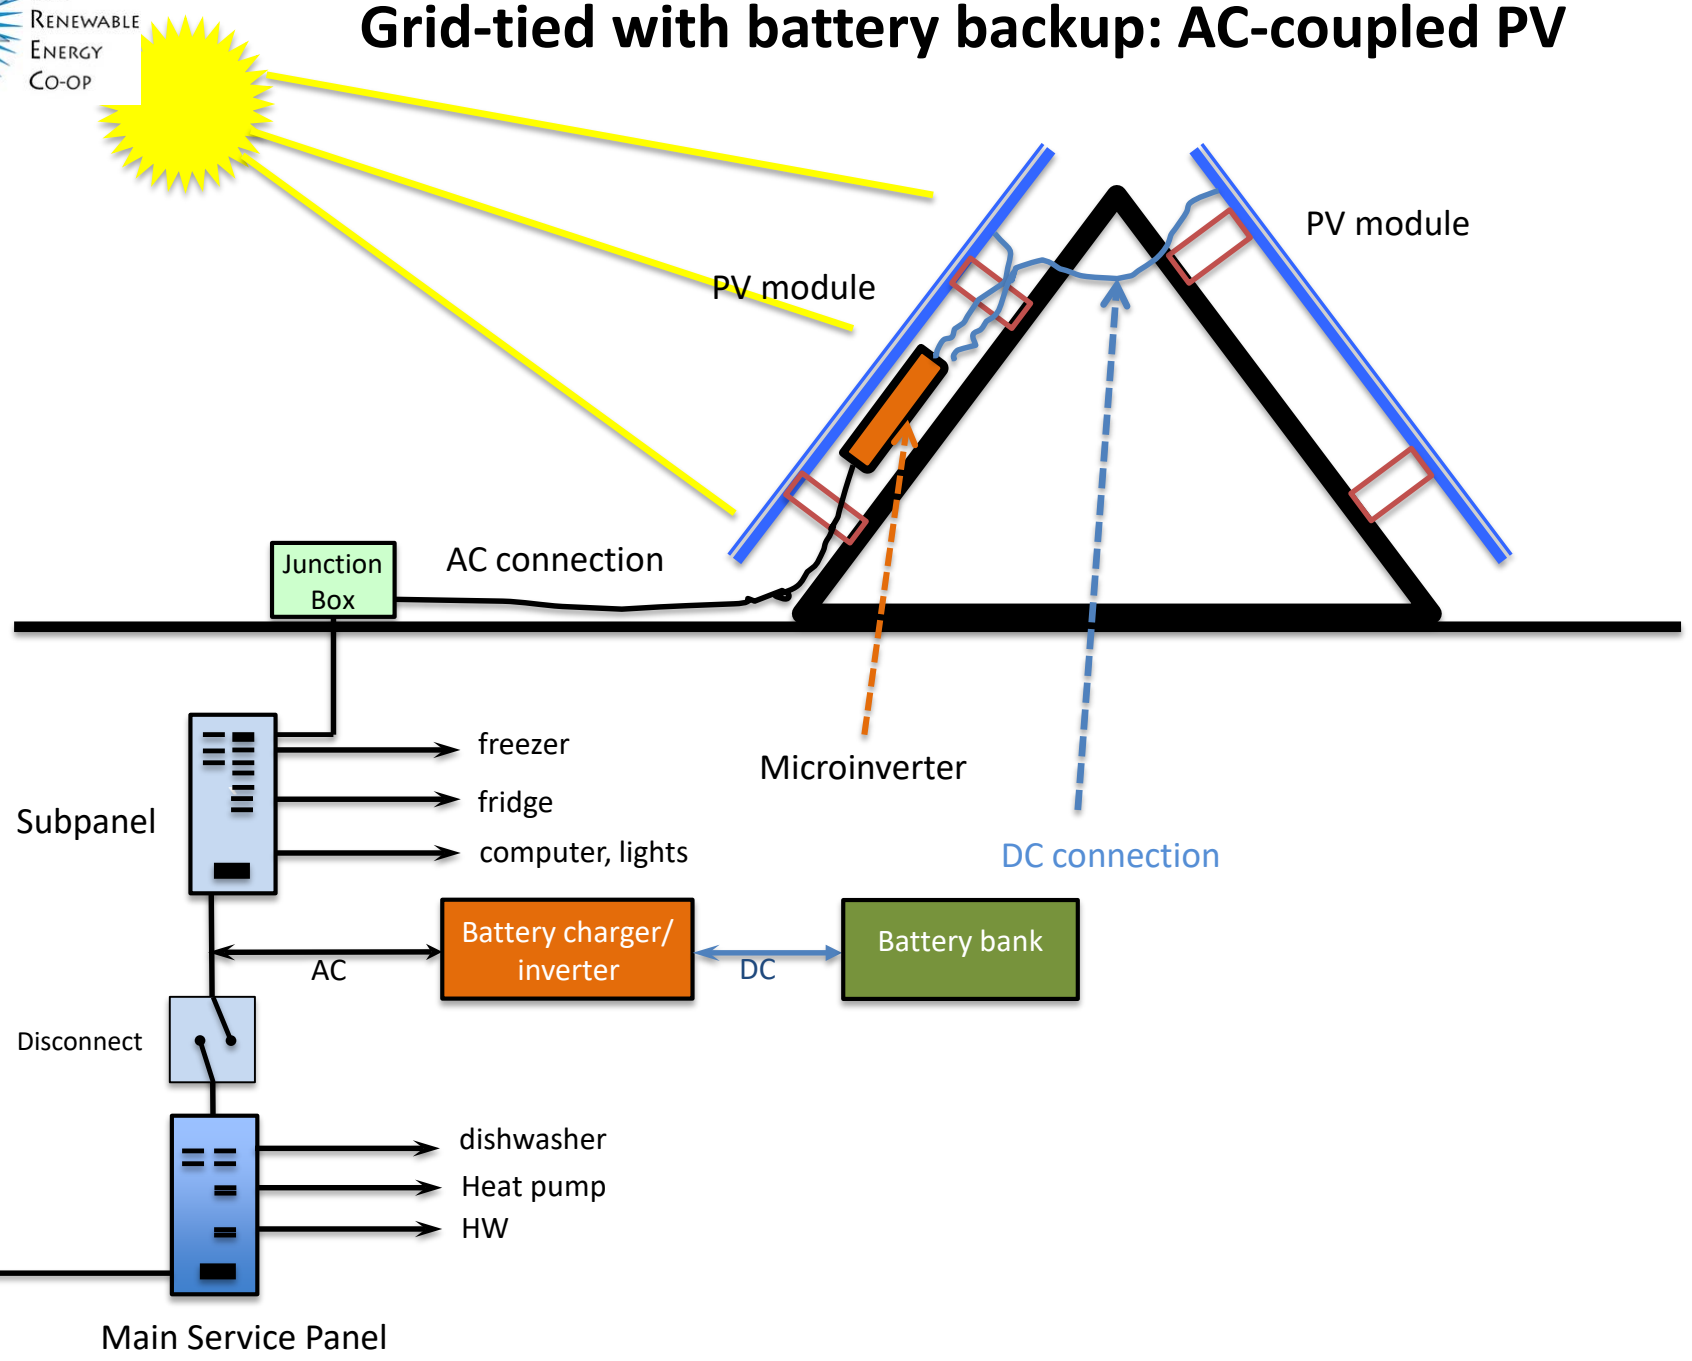 Grid-tied with battery backup: AC-coupled PV
RENEWABLE
ENERGY
CO-OP
PV module
PV module
Junction
Box
AC connection
freezer
Microinverter
fridge
Subpanel
computer, lights
DC connection
Battery charger/
inverter
Battery bank
AC
DC
Disconnect
dishwasher
Heat pump
HW
Main Service Panel